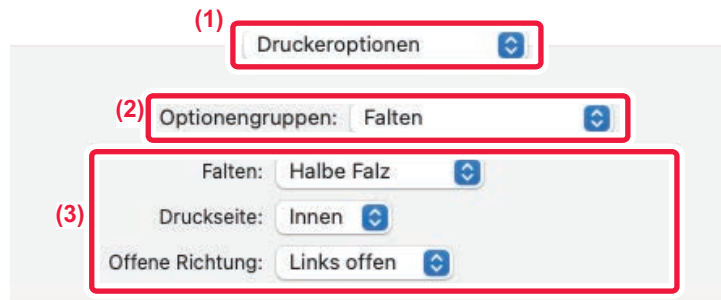 (1)
Druckeroptionen
(2) Optionengruppen: Falten
Falten: Halbe Falz
(3) Druckseite: Innen
Offene Richtung: Links offen